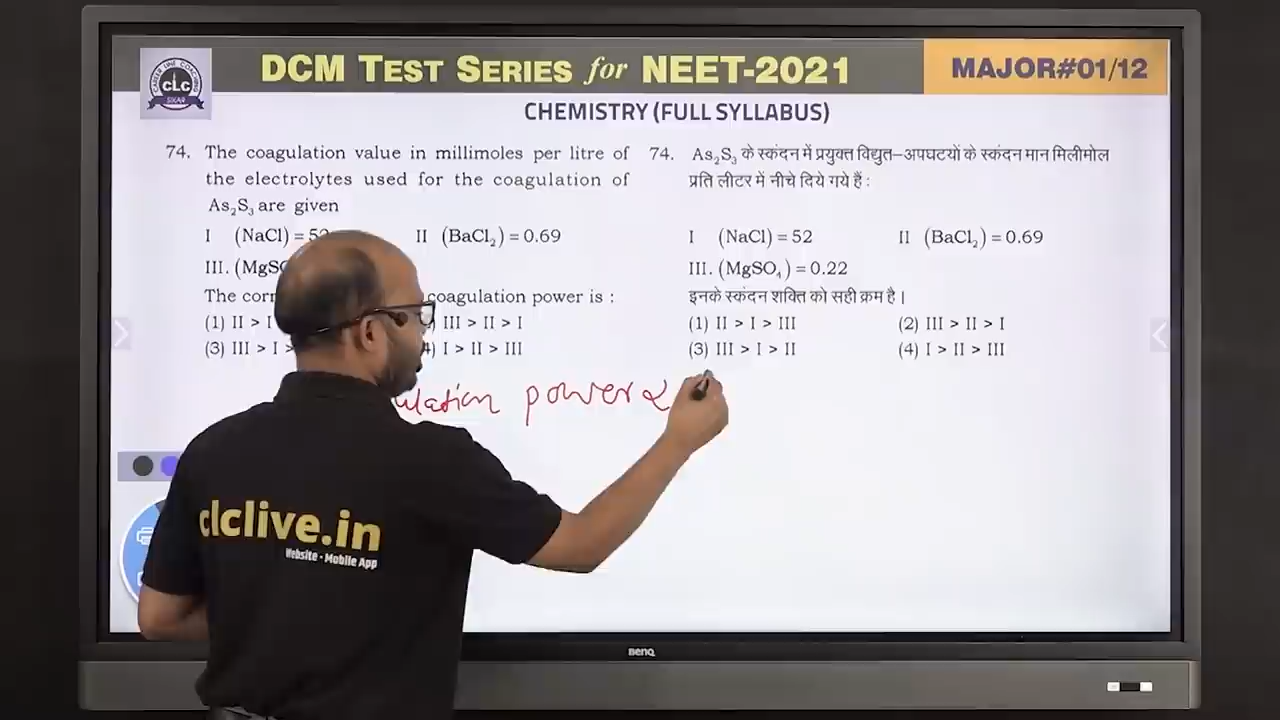 CLC
SIKAR
DCM TEST SERIES for NEET-2021
MAJOR#01/12
CHEMISTRY (FULL SYLLABUS)
74. The coagulation value in millimoles per litre of
the electrolytes used for the coagulation of
As₂S₃ are given
I (NaCl) = 52
II (BaCl₂) = 0.69
III. (MgSO
The coagulation power is :
(1) II > I
III > II > I
(3) III > I >
4) I > II > III
74. As₂S₃ के स्कंदन में प्रयुक्त विद्युत–अपघटयों के स्कंदन मान मिलीमोल
प्रति लीटर में नीचे दिये गये हैं :
I (NaCl) = 52 II (BaCl₂) = 0.69
III. (MgSO₄) = 0.22
इनके स्कंदन शक्ति को सही क्रम है।
(1) II > I > III (2) III > II > I
(3) III > I > II (4) I > II > III
ulation power α
clclive.in
Website · Mobile App
BenQ